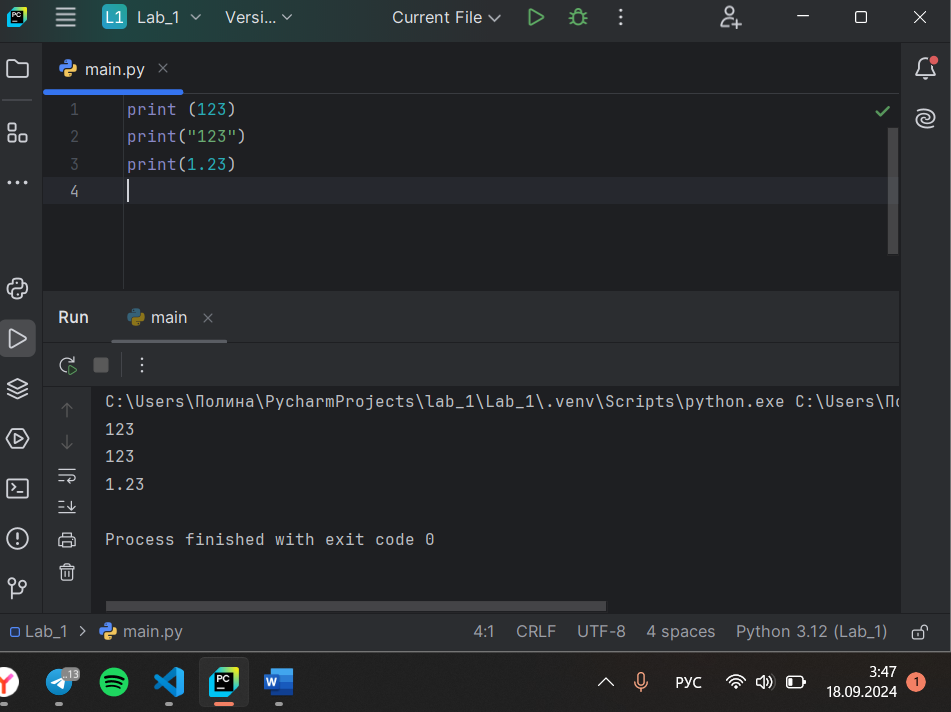 PC L1 Lab_1 Versi... Current File
main.py
1 print (123)
2 print("123")
3 print(1.23)
4
Run main
C:\Users\Полина\PycharmProjects\lab_1\Lab_1\.venv\Scripts\python.exe C:\Users\По
123
123
1.23
Process finished with exit code 0
Lab_1 > main.py 4:1 CRLF UTF-8 4 spaces Python 3.12 (Lab_1)
Y 13 PC W РУС 3:47
18.09.2024 1